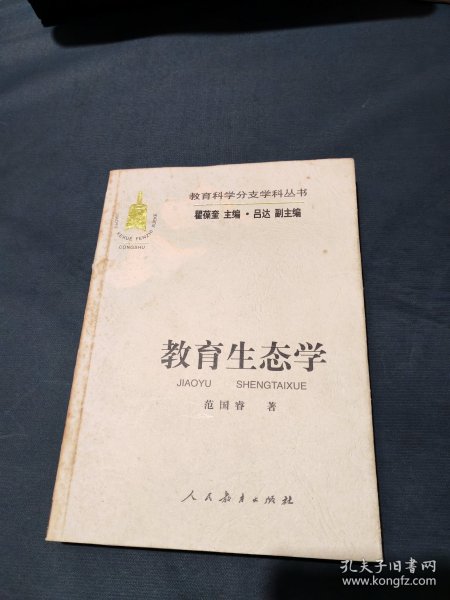 教育科学分支学科丛书
瞿葆奎 主编·吕达 副主编
CONGSHU
教育生态学
JIAOYU SHENGTAIXUE
范国睿 著
人民教育出版社
孔夫子旧书网
www.kongfz.com